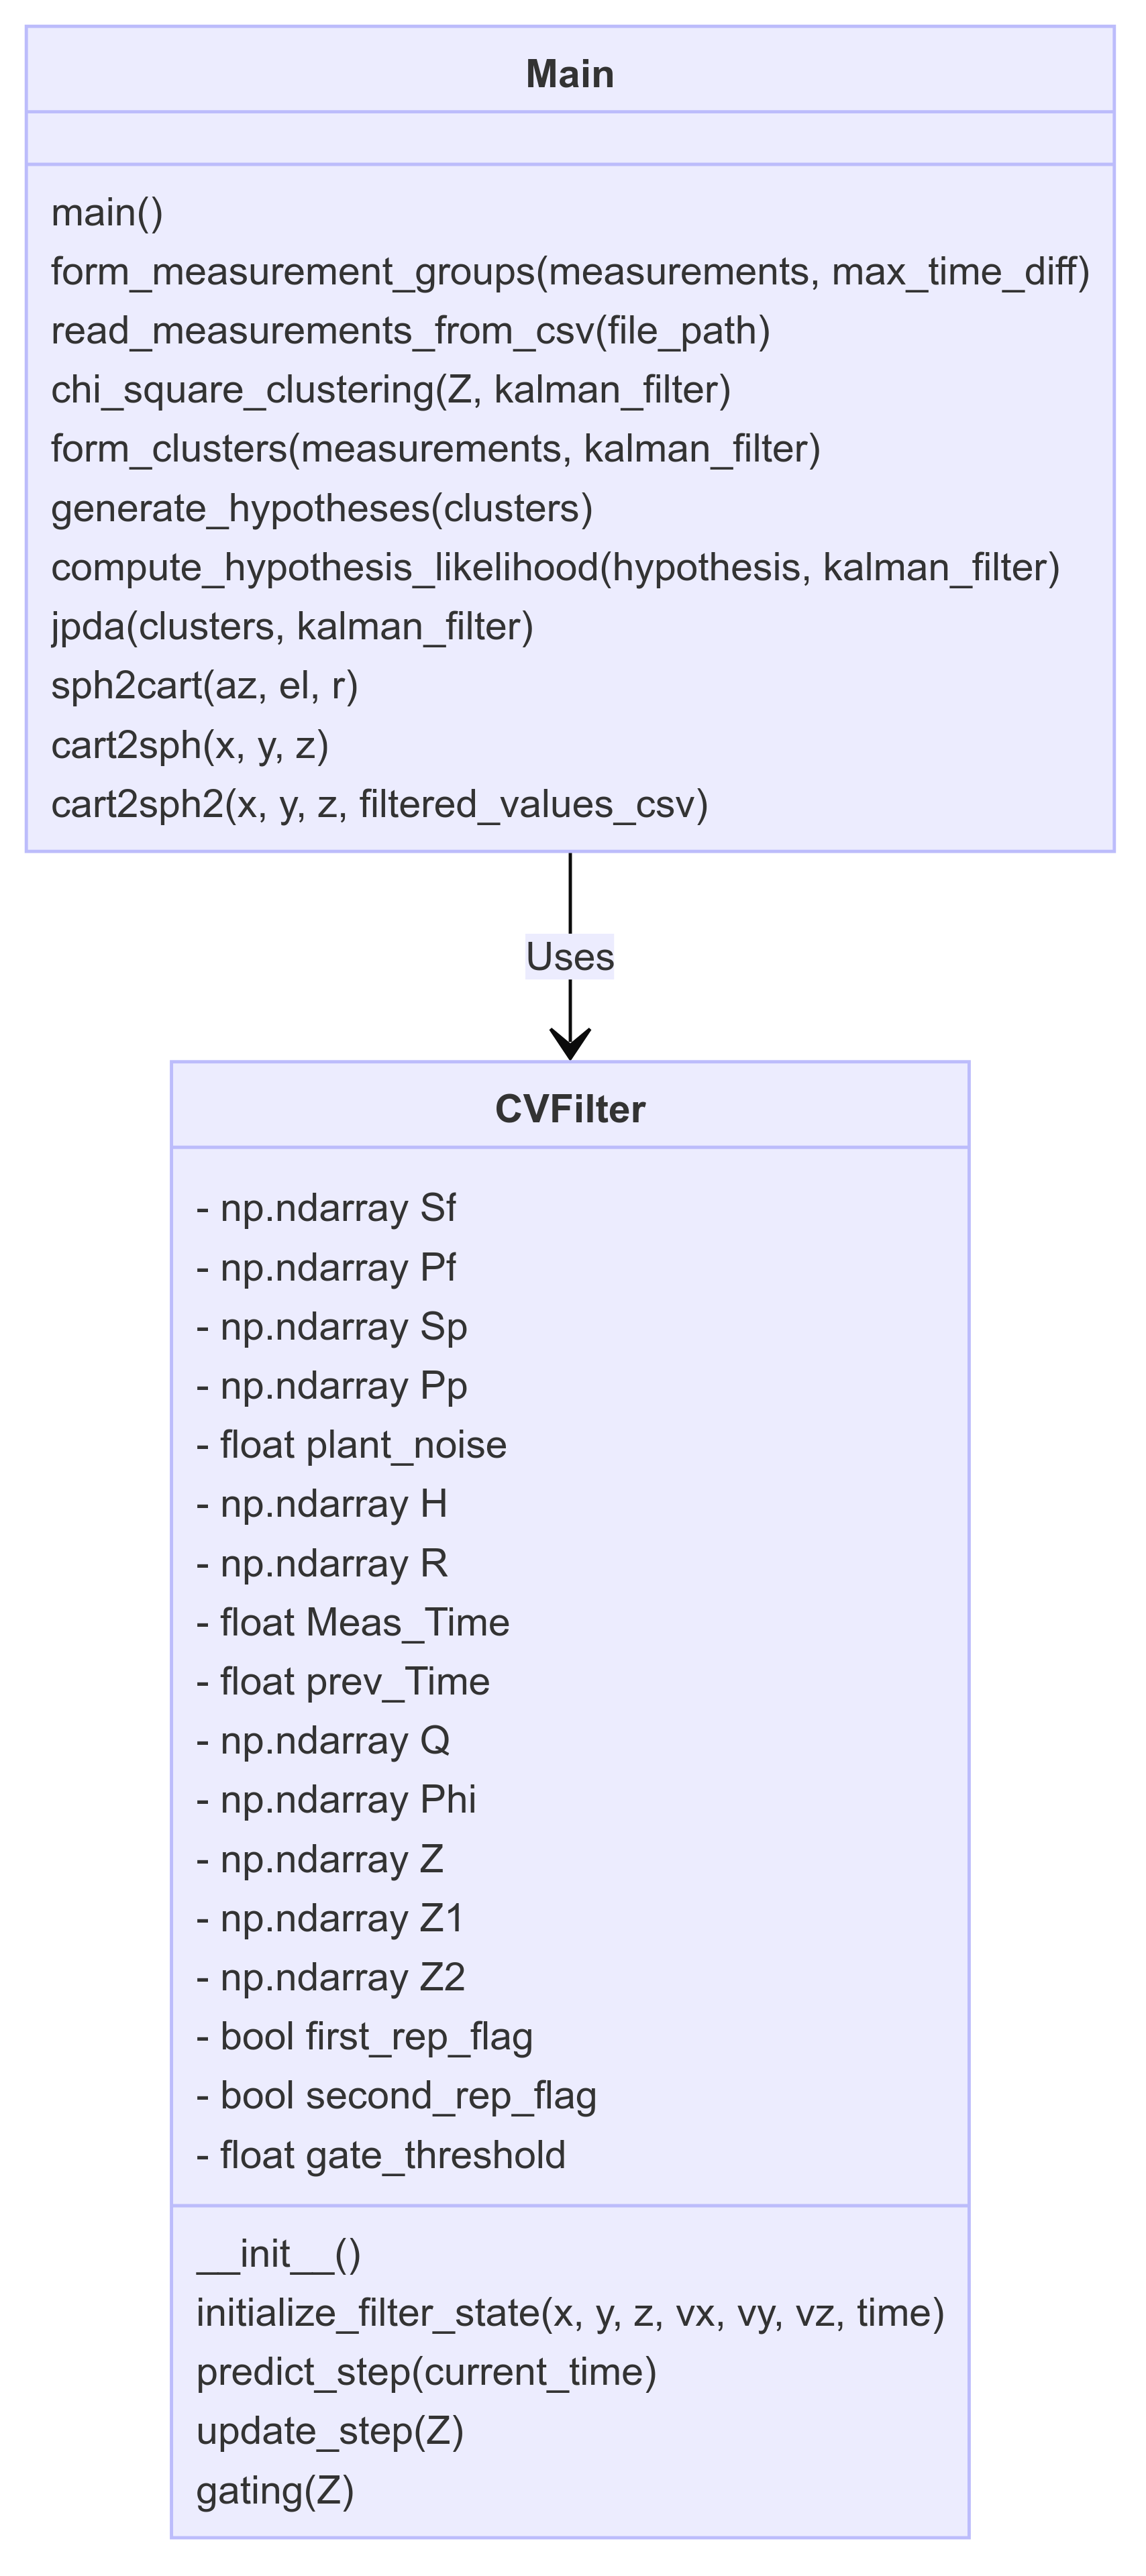 Main
main()
form_measurement_groups(measurements, max_time_diff)
read_measurements_from_csv(file_path)
chi_square_clustering(Z, kalman_filter)
form_clusters(measurements, kalman_filter)
generate_hypotheses(clusters)
compute_hypothesis_likelihood(hypothesis, kalman_filter)
jpda(clusters, kalman_filter)
sph2cart(az, el, r)
cart2sph(x, y, z)
cart2sph2(x, y, z, filtered_values_csv)
Uses
CVFilter
- np.ndarray Sf
- np.ndarray Pf
- np.ndarray Sp
- np.ndarray Pp
- float plant_noise
- np.ndarray H
- np.ndarray R
- float Meas_Time
- float prev_Time
- np.ndarray Q
- np.ndarray Phi
- np.ndarray Z
- np.ndarray Z1
- np.ndarray Z2
- bool first_rep_flag
- bool second_rep_flag
- float gate_threshold
__init__()
initialize_filter_state(x, y, z, vx, vy, vz, time)
predict_step(current_time)
update_step(Z)
gating(Z)